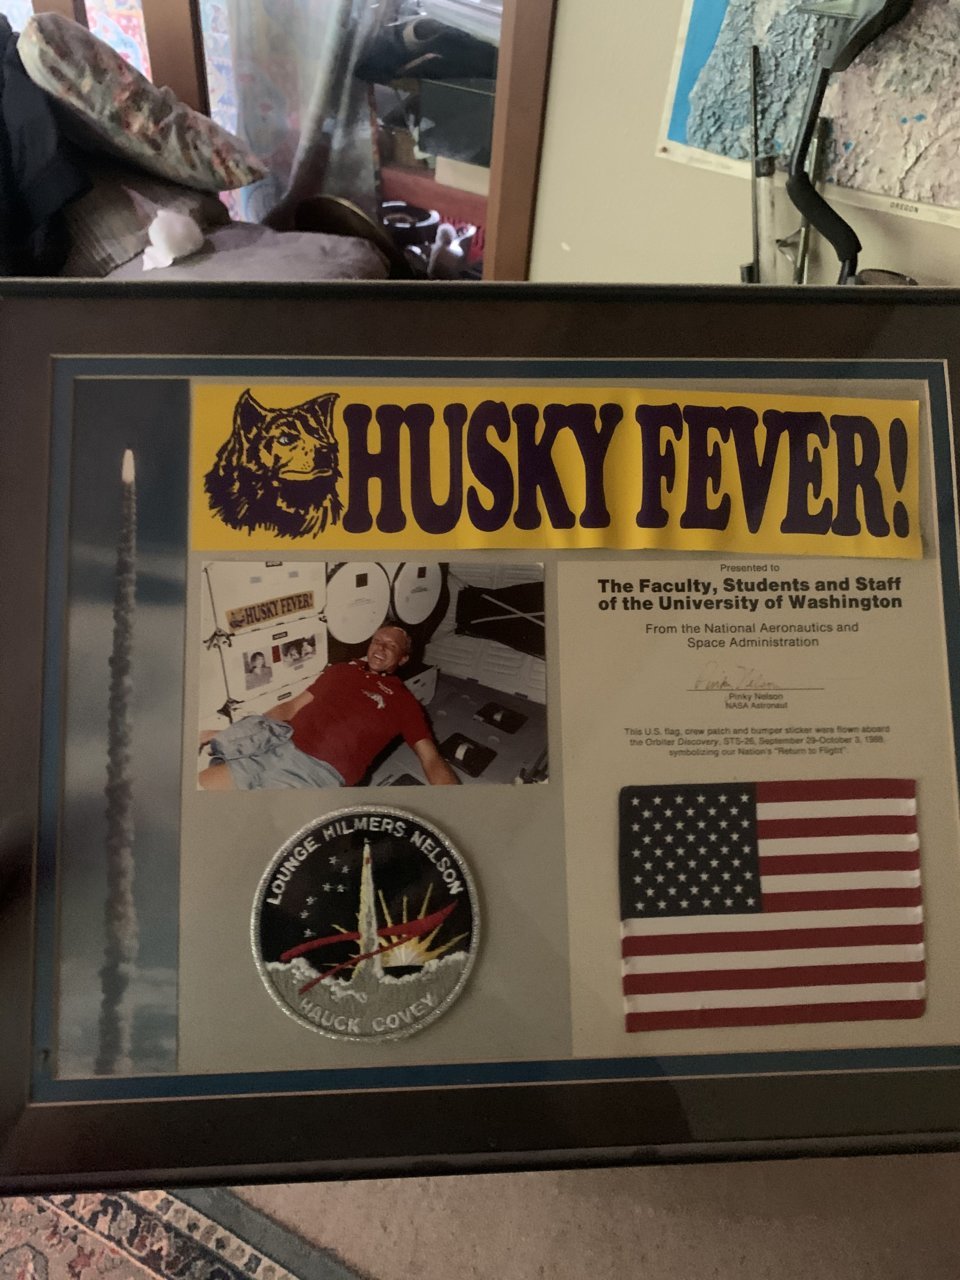 OREGON
HUSKY FEVER!
HUSKY FEVER!
Presented to
The Faculty, Students and Staff
of the University of Washington
From the National Aeronautics and
Space Administration
Pinky Nelson
Pinky Nelson
NASA Astronaut
This U.S. flag, crew patch and bumper sticker were flown aboard
the Orbiter Discovery, STS-26, September 29-October 3, 1988,
symbolizing our Nation's "Return to Flight".
LOUNGE HILMERS NELSON
HAUCK COVEY